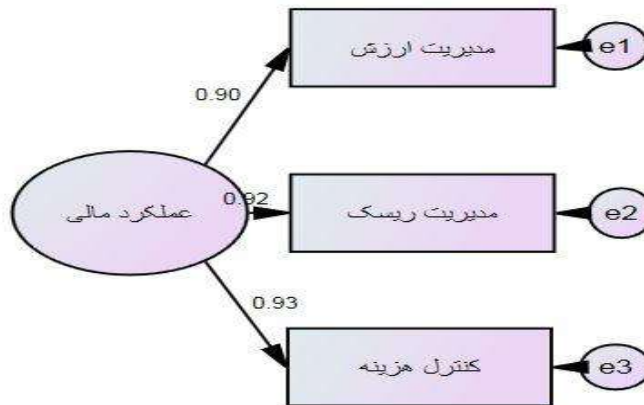 مدیریت ارزش
e1
0.90
عملکرد مالی
0.92
مدیریت ریسک
e2
0.93
کنترل هزینه
e3